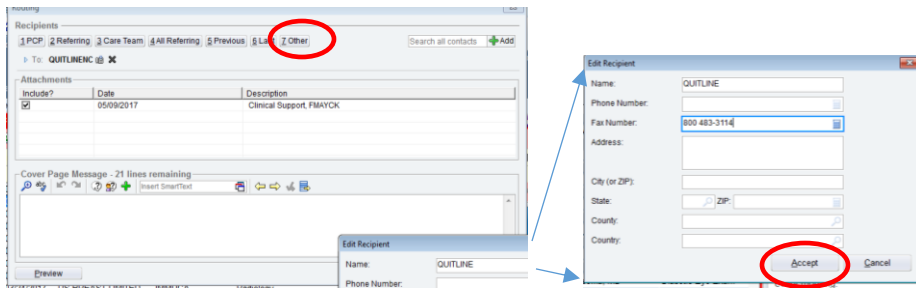 Routing
Recipients
1 PCP 2 Referring 3 Care Team 4 All Referring 5 Previous 6 Last 7 Other Search all contacts Add
To: QUITLINENC
Attachments
Include? Date Description
05/09/2017 Clinical Support, FMAYCK
Cover Page Message - 21 lines remaining
Insert SmartText
Preview
Edit Recipient
Name: QUITLINE
Phone Number:
Edit Recipient
Name: QUITLINE
Phone Number:
Fax Number: 800 483-3114
Address:
City (or ZIP):
State: ZIP:
County:
Country:
Accept Cancel